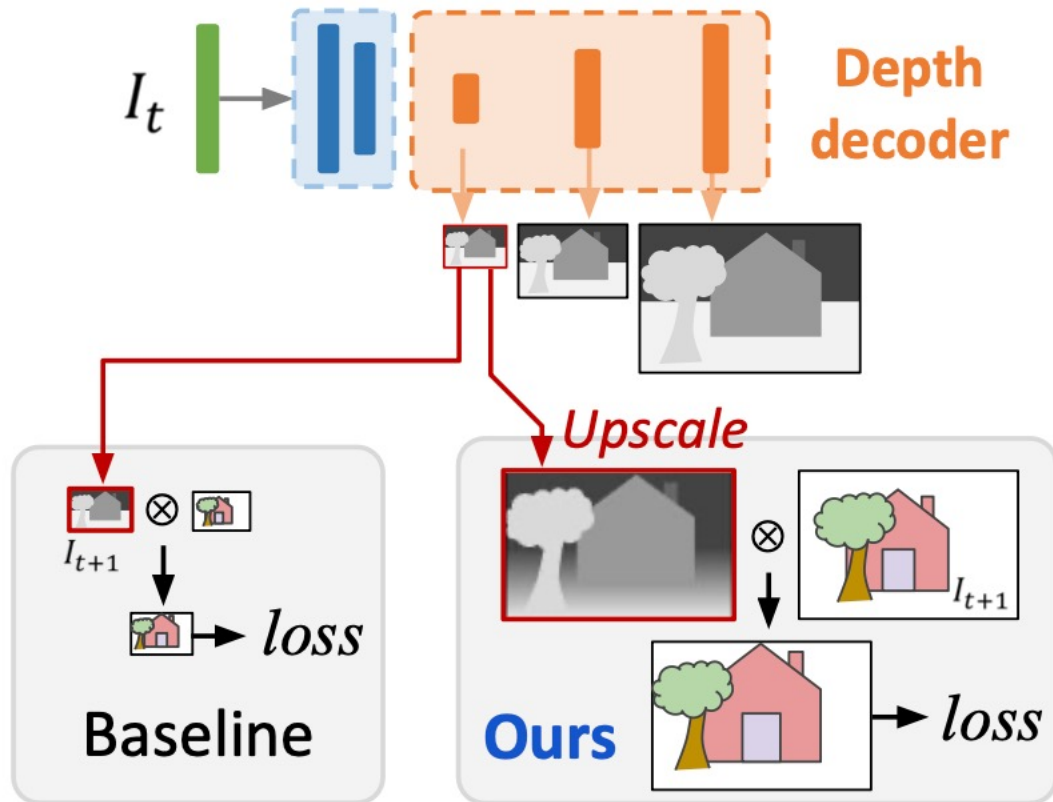 I_t
Depth
decoder
Upscale
I_{t+1}
loss
Baseline
I_{t+1}
loss
Ours